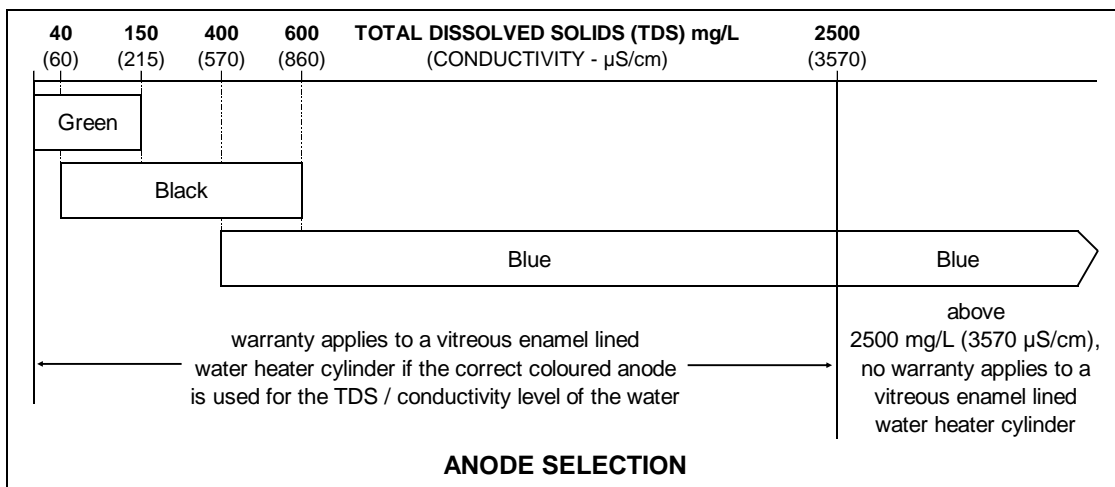 40 150 400 600 TOTAL DISSOLVED SOLIDS (TDS) mg/L 2500
(60) (215) (570) (860) (CONDUCTIVITY - µS/cm) (3570)
Green
Black
Blue Blue
warranty applies to a vitreous enamel lined
water heater cylinder if the correct coloured anode
is used for the TDS / conductivity level of the water
above
2500 mg/L (3570 µS/cm),
no warranty applies to a
vitreous enamel lined
water heater cylinder
ANODE SELECTION